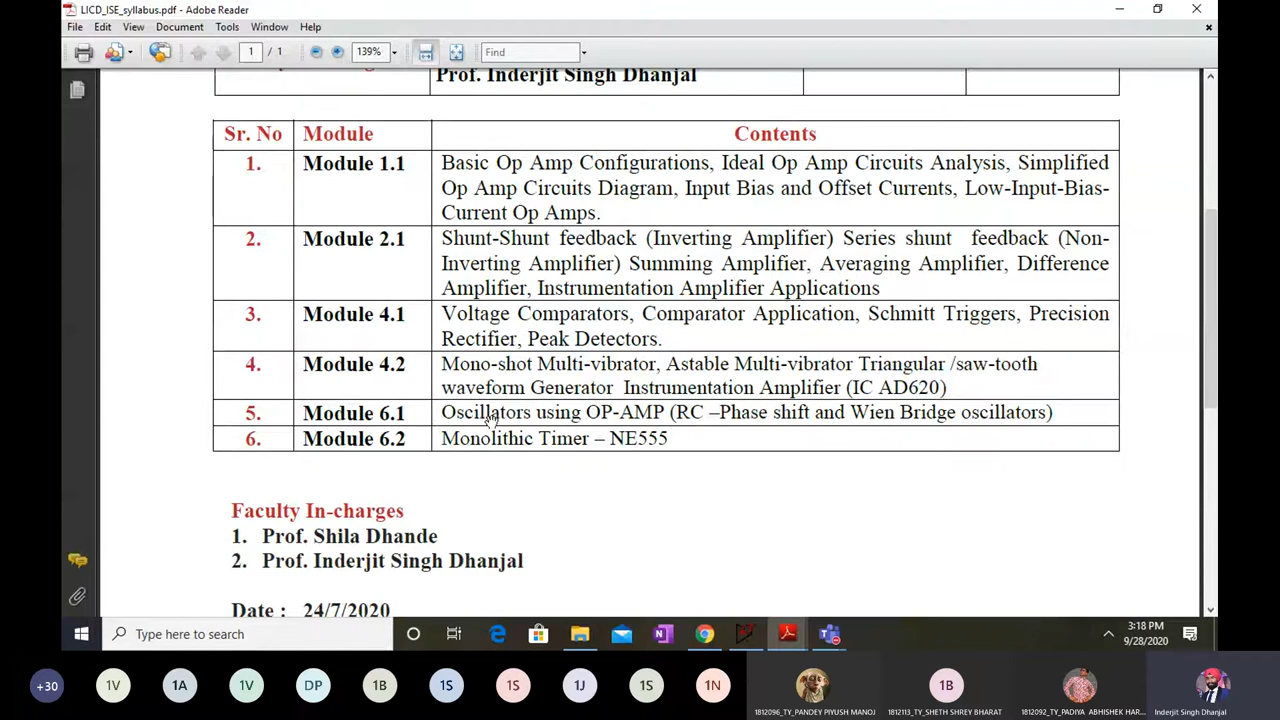 LICD_ISE_syllabus.pdf - Adobe Reader
File Edit View Document Tools Window Help
1 / 1 139% Find
Prof. Inderjit Singh Dhanjal
Sr. No Module Contents
1. Module 1.1 Basic Op Amp Configurations, Ideal Op Amp Circuits Analysis, Simplified
Op Amp Circuits Diagram, Input Bias and Offset Currents, Low-Input-Bias-
Current Op Amps.
2. Module 2.1 Shunt-Shunt feedback (Inverting Amplifier) Series shunt feedback (Non-
Inverting Amplifier) Summing Amplifier, Averaging Amplifier, Difference
Amplifier, Instrumentation Amplifier Applications
3. Module 4.1 Voltage Comparators, Comparator Application, Schmitt Triggers, Precision
Rectifier, Peak Detectors.
4. Module 4.2 Mono-shot Multi-vibrator, Astable Multi-vibrator Triangular /saw-tooth
waveform Generator Instrumentation Amplifier (IC AD620)
5. Module 6.1 Oscillators using OP-AMP (RC –Phase shift and Wien Bridge oscillators)
6. Module 6.2 Monolithic Timer – NE555
Faculty In-charges
1. Prof. Shila Dhande
2. Prof. Inderjit Singh Dhanjal
Date : 24/7/2020
Type here to search
3:18 PM
9/28/2020
+30 1V 1A 1V DP 1B 1S 1S 1J 1S 1N 1B
1812096_TY_PANDEY PIYUSH MANOJ 1812113_TY_SHETH SHREY BHARAT 1812092_TY_PADIYA ABHISHEK HAR... Inderjit Singh Dhanjal